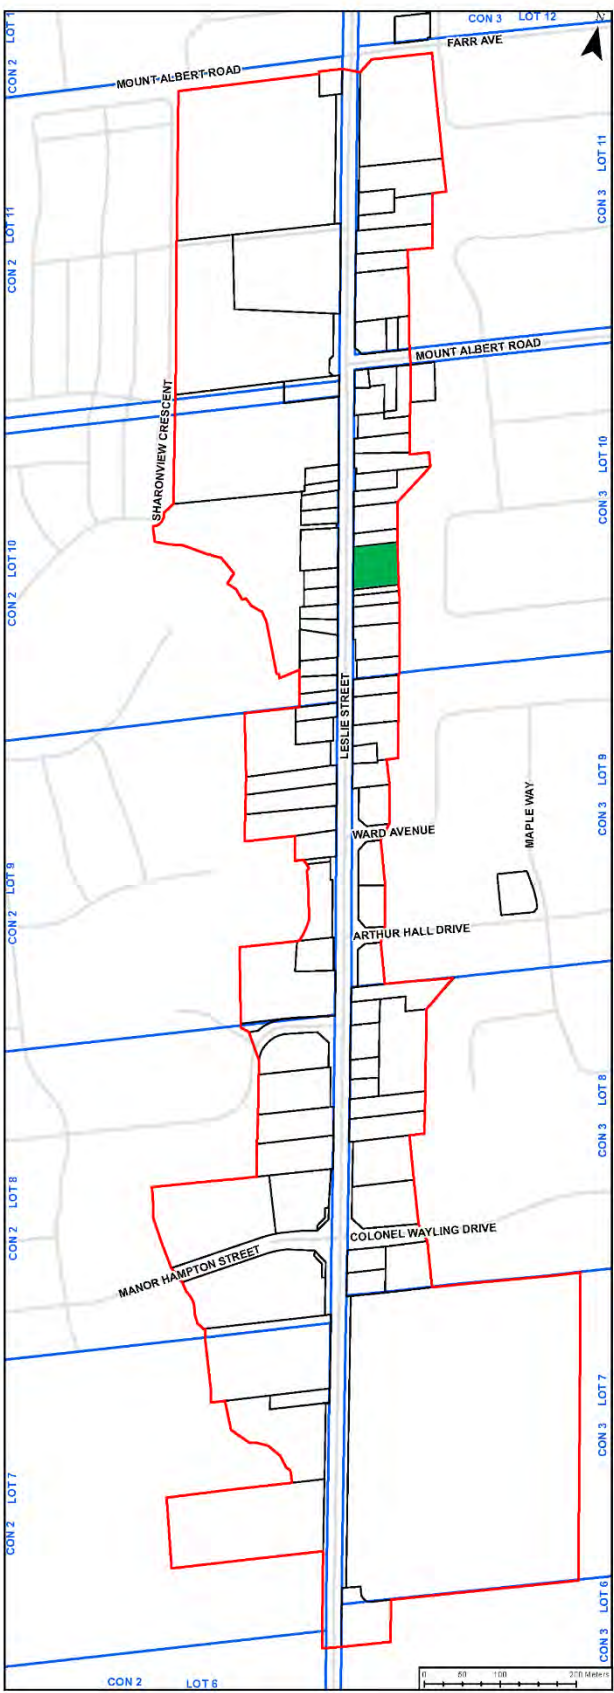 CON 3 LOT 12
N
CON 2 LOT 1
FARR AVE
MOUNT ALBERT ROAD
CON 3 LOT 11
CON 2 LOT 11
MOUNT ALBERT ROAD
SHARONVIEW CRESCENT
CON 3 LOT 10
CON 2 LOT 10
LESLIE STREET
CON 3 LOT 9
MAPLE WAY
WARD AVENUE
CON 2 LOT 9
ARTHUR HALL DRIVE
CON 3 LOT 8
CON 2 LOT 8
COLONEL WAYLING DRIVE
MANOR HAMPTON STREET
CON 3 LOT 7
CON 2 LOT 7
CON 3 LOT 6
CON 2 LOT 6
0 50 100 200 Meters